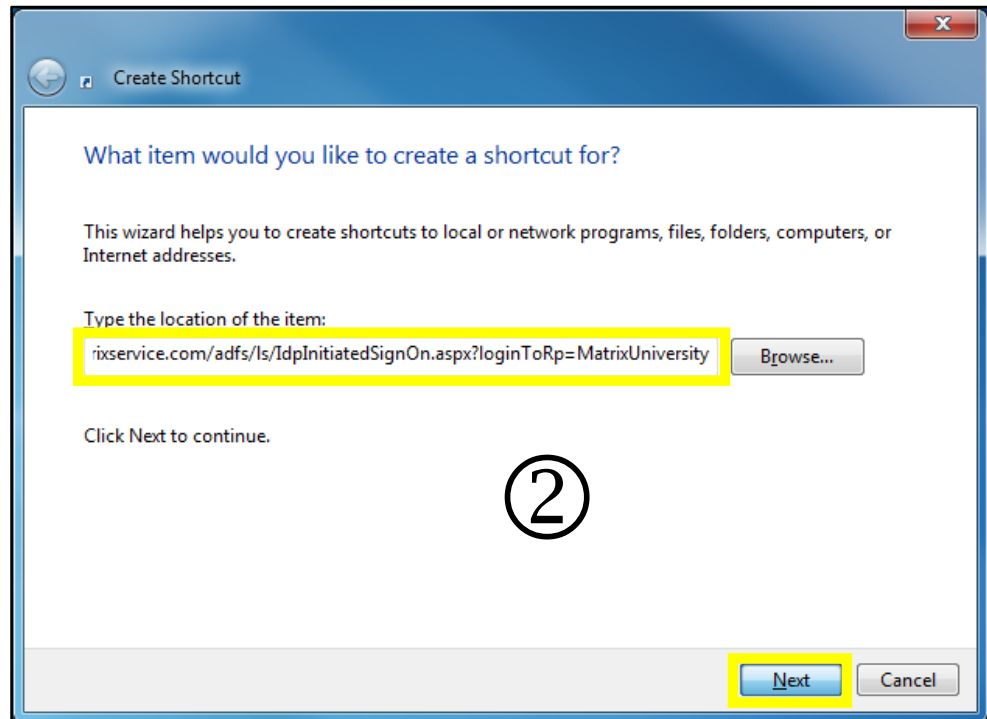 X
Create Shortcut
What item would you like to create a shortcut for?
This wizard helps you to create shortcuts to local or network programs, files, folders, computers, or
Internet addresses.
Type the location of the item:
rixservice.com/adfs/ls/IdpInitiatedSignOn.aspx?loginToRp=MatrixUniversity Browse...
Click Next to continue.
②
Next Cancel